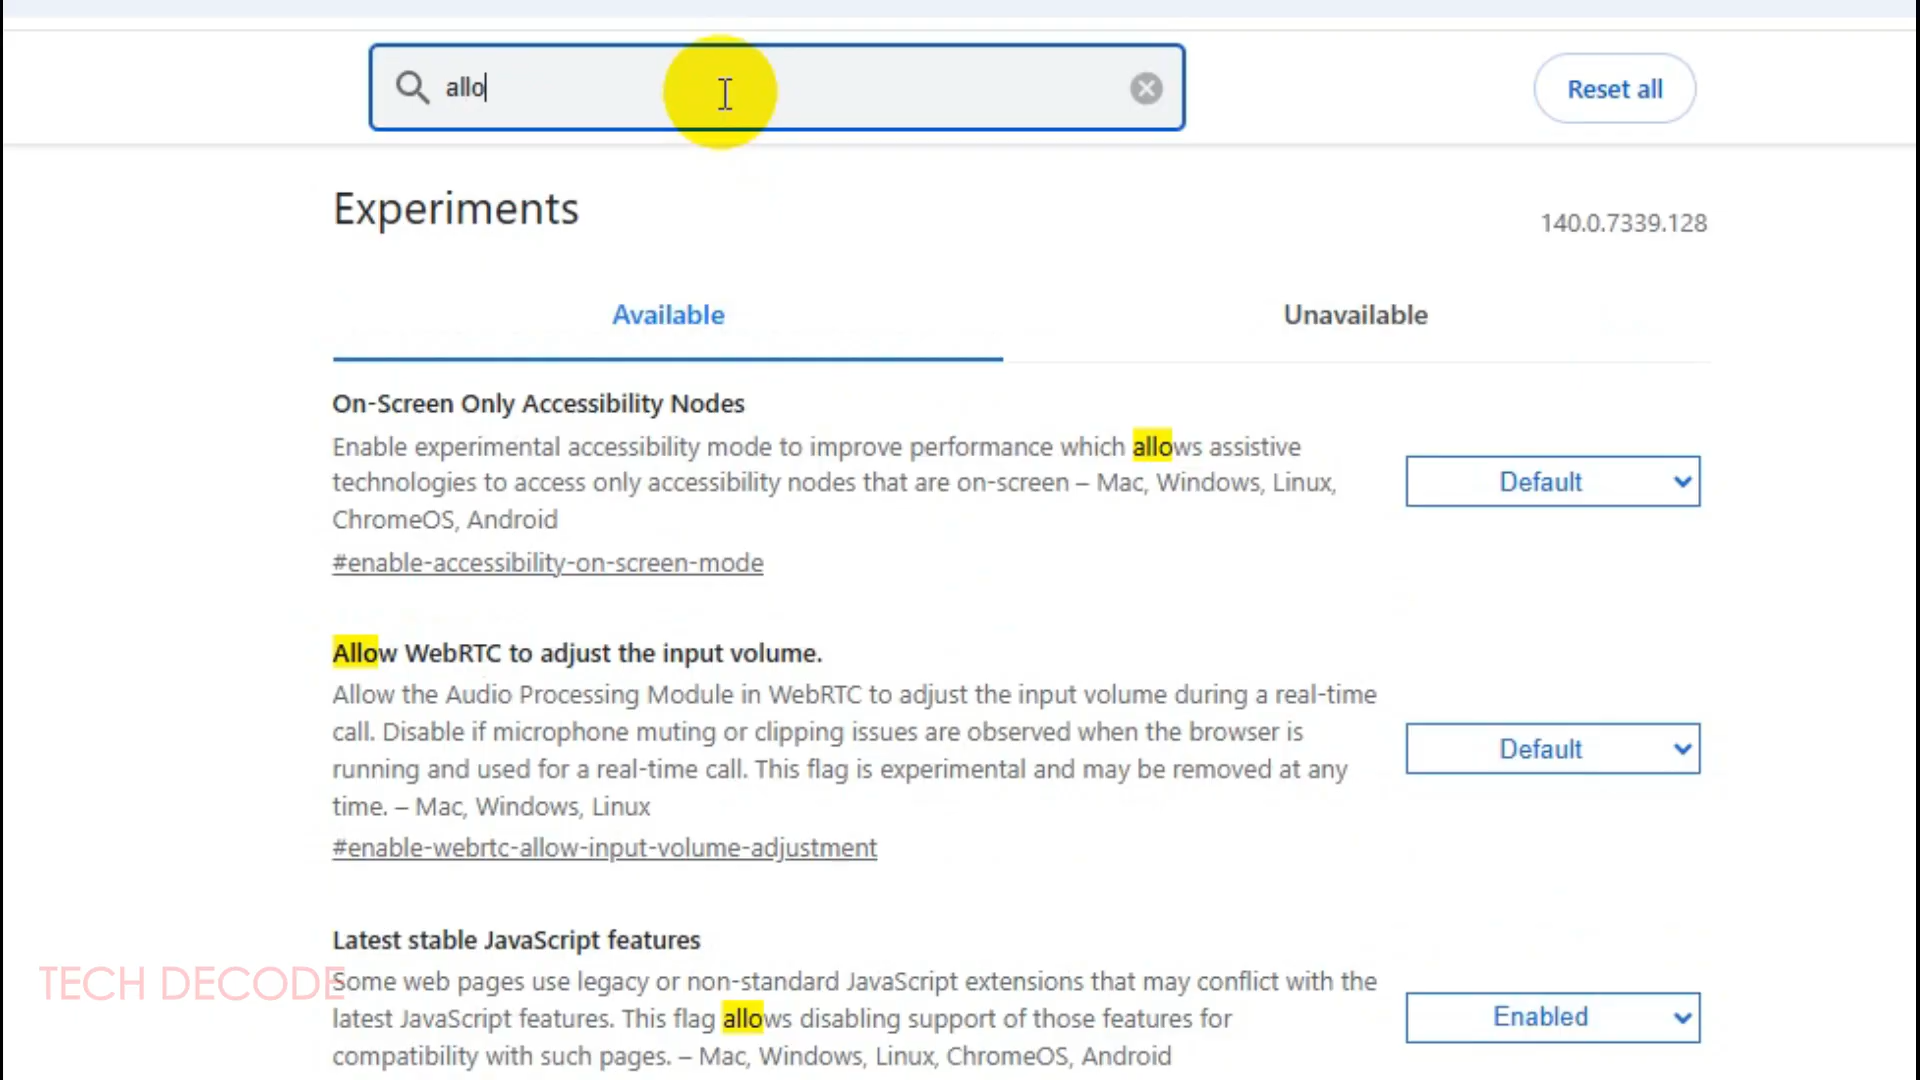 allo
Reset all
Experiments
140.0.7339.128
Available
Unavailable
On-Screen Only Accessibility Nodes
Enable experimental accessibility mode to improve performance which allows assistive
technologies to access only accessibility nodes that are on-screen – Mac, Windows, Linux,
ChromeOS, Android
#enable-accessibility-on-screen-mode
Default
Allow WebRTC to adjust the input volume.
Allow the Audio Processing Module in WebRTC to adjust the input volume during a real-time
call. Disable if microphone muting or clipping issues are observed when the browser is
running and used for a real-time call. This flag is experimental and may be removed at any
time. – Mac, Windows, Linux
#enable-webrtc-allow-input-volume-adjustment
Default
Latest stable JavaScript features
Some web pages use legacy or non-standard JavaScript extensions that may conflict with the
latest JavaScript features. This flag allows disabling support of those features for
compatibility with such pages. – Mac, Windows, Linux, ChromeOS, Android
Enabled
TECH DECODE